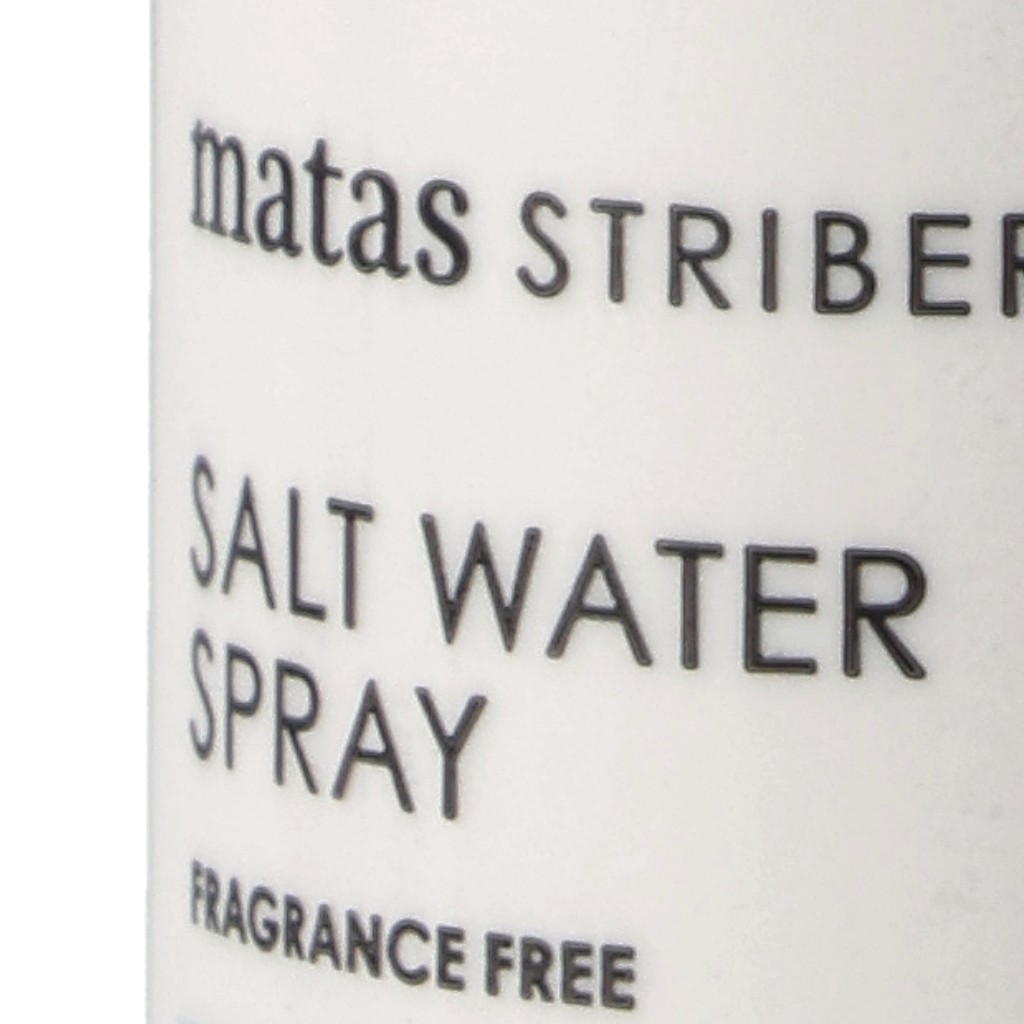 matas STRIBER
SALT WATER
SPRAY
FRAGRANCE FREE